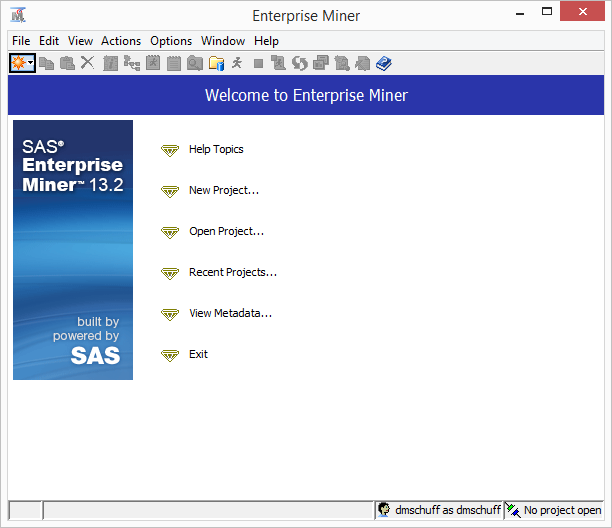 Enterprise Miner
File Edit View Actions Options Window Help
Welcome to Enterprise Miner
SAS®
Enterprise
Miner™ 13.2
built by
powered by
SAS
Help Topics
New Project...
Open Project...
Recent Projects...
View Metadata...
Exit
dmschuff as dmschuff No project open